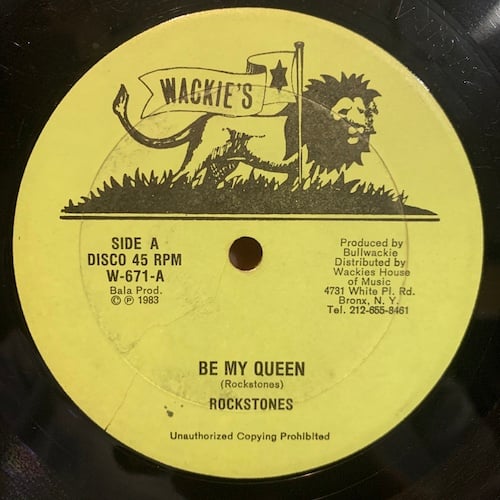 WACKIE'S
SIDE A
DISCO 45 RPM
W-671-A
Bala Prod.
© ℗ 1983
Produced by
Bullwackie
Distributed by
Wackies House
of Music
4731 White Pl. Rd.
Bronx, N. Y.
Tel. 212-655-8461
BE MY QUEEN
(Rockstones)
ROCKSTONES
Unauthorized Copying Prohibited